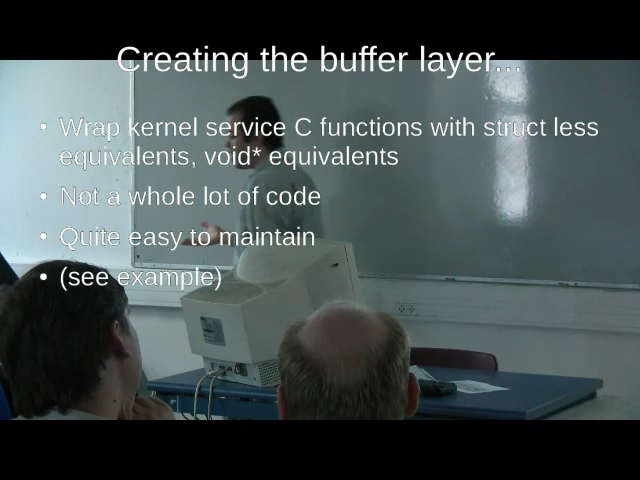 Creating the buffer layer...
• Wrap kernel service C functions with struct less
equivalents, void* equivalents
• Not a whole lot of code
• Quite easy to maintain
• (see example)